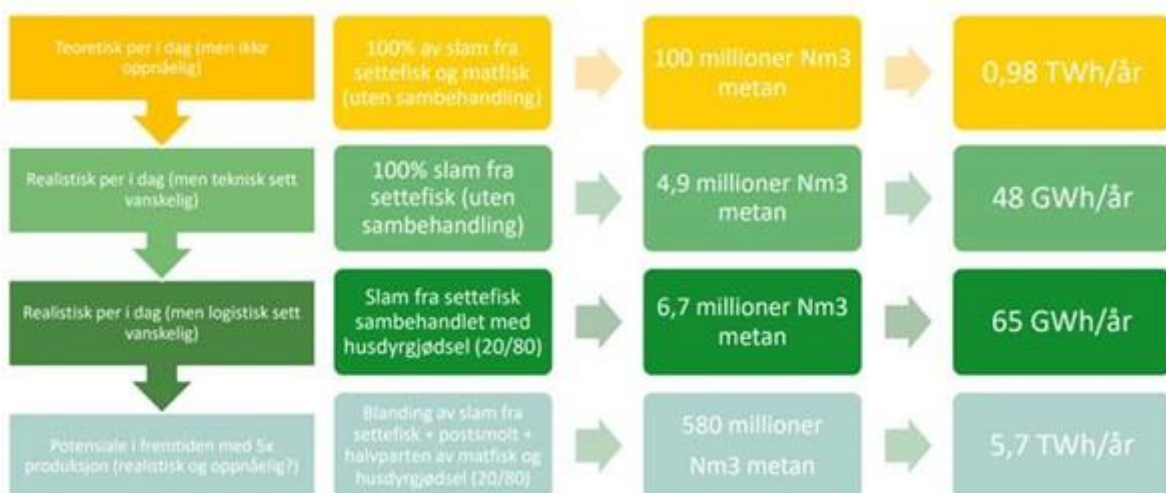 Teoretisk per i dag (men ikke
oppnåelig)
100% av slam fra
settefisk og matfisk
(uten sambehandling)
100 millioner Nm3
metan
0,98 TWh/år
Realistisk per i dag (men teknisk sett
vanskelig)
100% slam fra
settefisk (uten
sambehandling)
4,9 millioner Nm3
metan
48 GWh/år
Realistisk per i dag (men logistisk sett
vanskelig)
Slam fra settefisk
sambehandlet med
husdyrgjødsel (20/80)
6,7 millioner Nm3
metan
65 GWh/år
Potensiale i fremtiden med 5x
produksjon (realistisk og oppnåelig?)
Blanding av slam fra
settefisk + postsmolt +
halvparten av matfisk og
husdyrgjødsel (20/80)
580 millioner
Nm3 metan
5,7 TWh/år